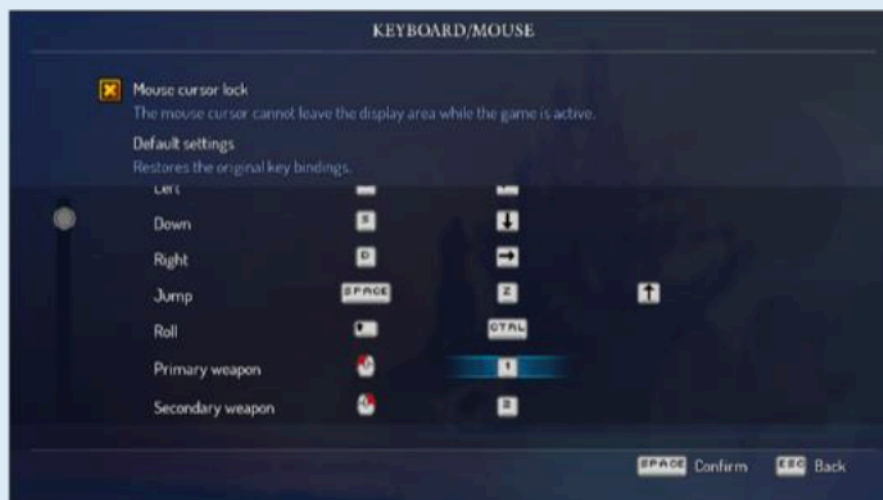 KEYBOARD/MOUSE
Mouse cursor lock
The mouse cursor cannot leave the display area while the game is active.
Default settings
Restores the original key bindings.
Left
Down S ↓
Right D →
Jump SPACE Z ↑
Roll CTRL
Primary weapon 1
Secondary weapon 2
SPACE Confirm ESC Back